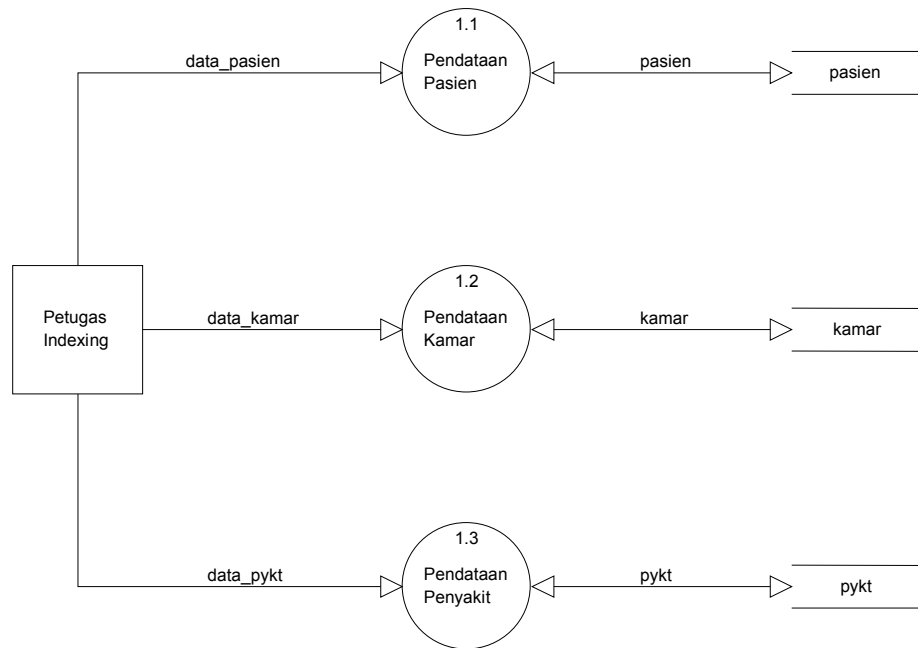 1.1
data_pasien
Pendataan
Pasien
pasien
pasien
1.2
Petugas
Indexing
data_kamar
Pendataan
Kamar
kamar
kamar
1.3
data_pykt
Pendataan
Penyakit
pykt
pykt